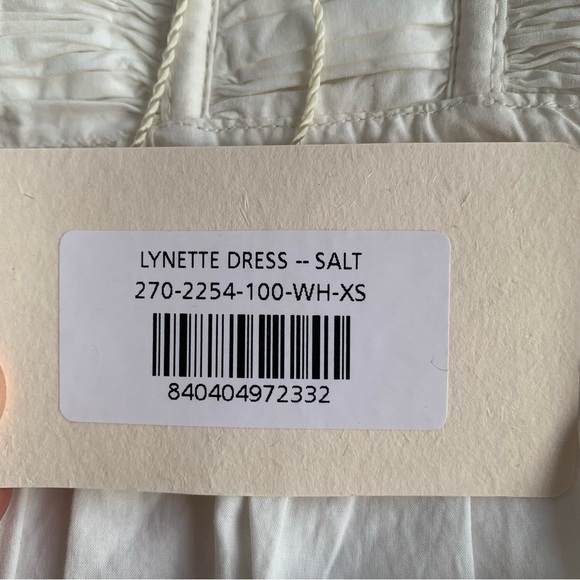 LYNETTE DRESS -- SALT
270-2254-100-WH-XS
840404972332